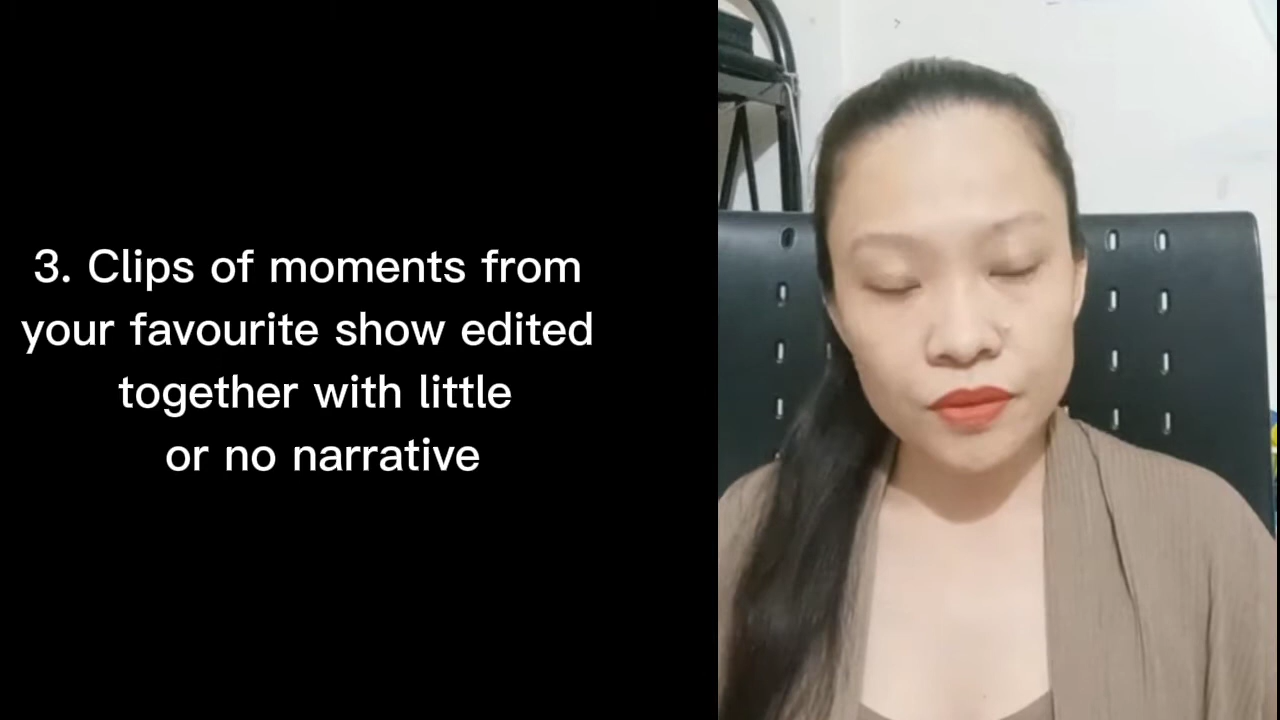 3. Clips of moments from
your favourite show edited
together with little
or no narrative